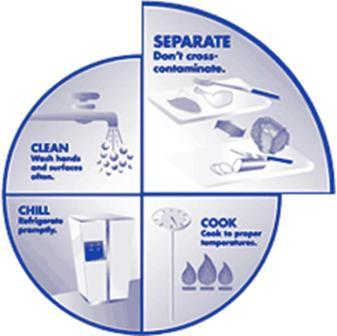 SEPARATE
Don't cross-
contaminate.
CLEAN
Wash hands
and surfaces
often.
CHILL
Refrigerate
promptly.
COOK
Cook to proper
temperatures.